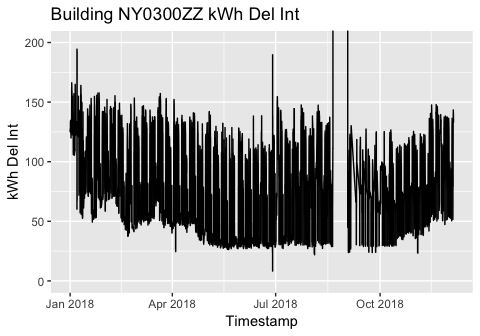 Building NY0300ZZ kWh Del Int
200
150
100
50
0
kWh Del Int
Jan 2018
Apr 2018
Jul 2018
Oct 2018
Timestamp